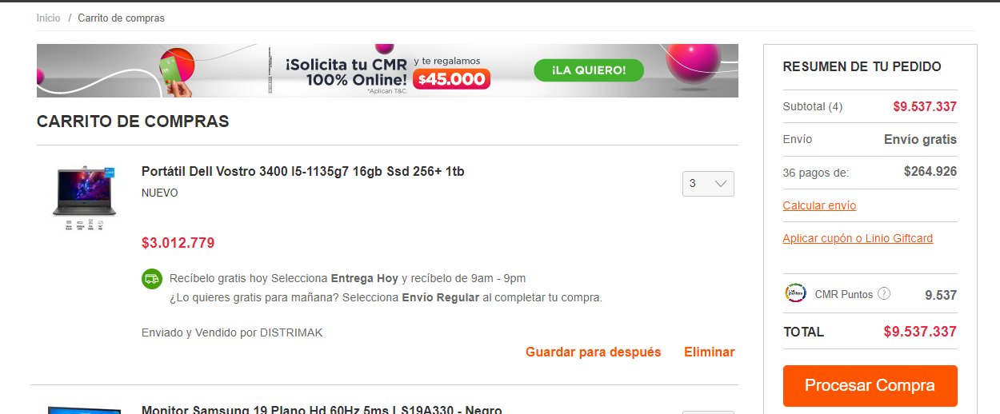 Inicio / Carrito de compras
¡Solicita tu CMR
100% Online!
y te regalamos
$45.000
*Aplican T&C.
¡LA QUIERO!
CARRITO DE COMPRAS
Portátil Dell Vostro 3400 I5-1135g7 16gb Ssd 256+ 1tb
NUEVO
3
$3.012.779
Recíbelo gratis hoy Selecciona Entrega Hoy y recíbelo de 9am - 9pm
¿Lo quieres gratis para mañana? Selecciona Envío Regular al completar tu compra.
Enviado y Vendido por DISTRIMAK
Guardar para después Eliminar
Monitor Samsung 19 Plano Hd 60Hz 5ms LS19A330 - Negro
RESUMEN DE TU PEDIDO
Subtotal (4) $9.537.337
Envío Envío gratis
36 pagos de: $264.926
Calcular envío
Aplicar cupón o Linio Giftcard
CMR Puntos ? 9.537
TOTAL $9.537.337
Procesar Compra